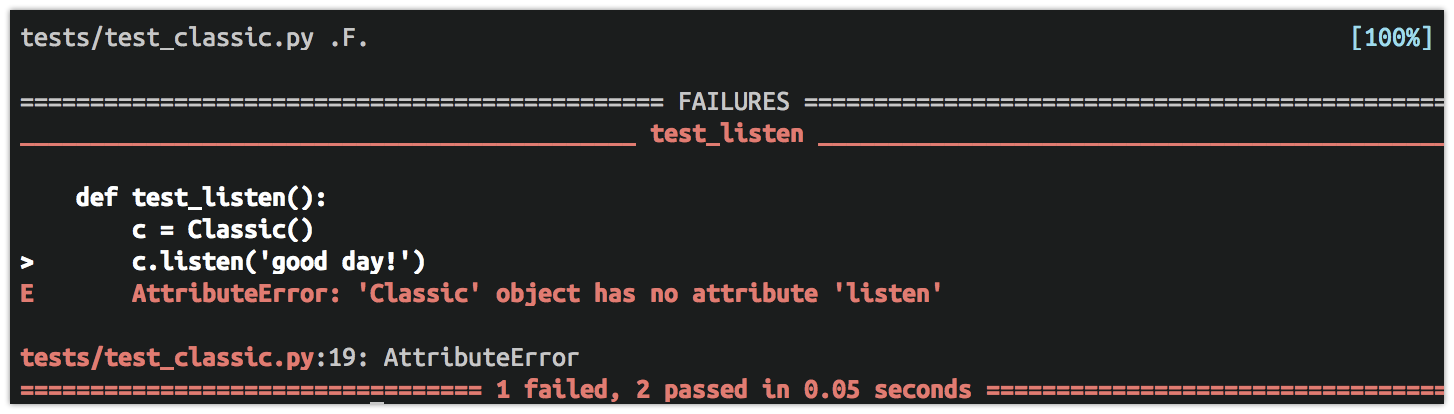 tests/test_classic.py .F. [100%]
============================================== FAILURES ==============================================
____________________________________________ test_listen _____________________________________________
    def test_listen():
        c = Classic()
>       c.listen('good day!')
E       AttributeError: 'Classic' object has no attribute 'listen'
tests/test_classic.py:19: AttributeError
================================= 1 failed, 2 passed in 0.05 seconds =================================